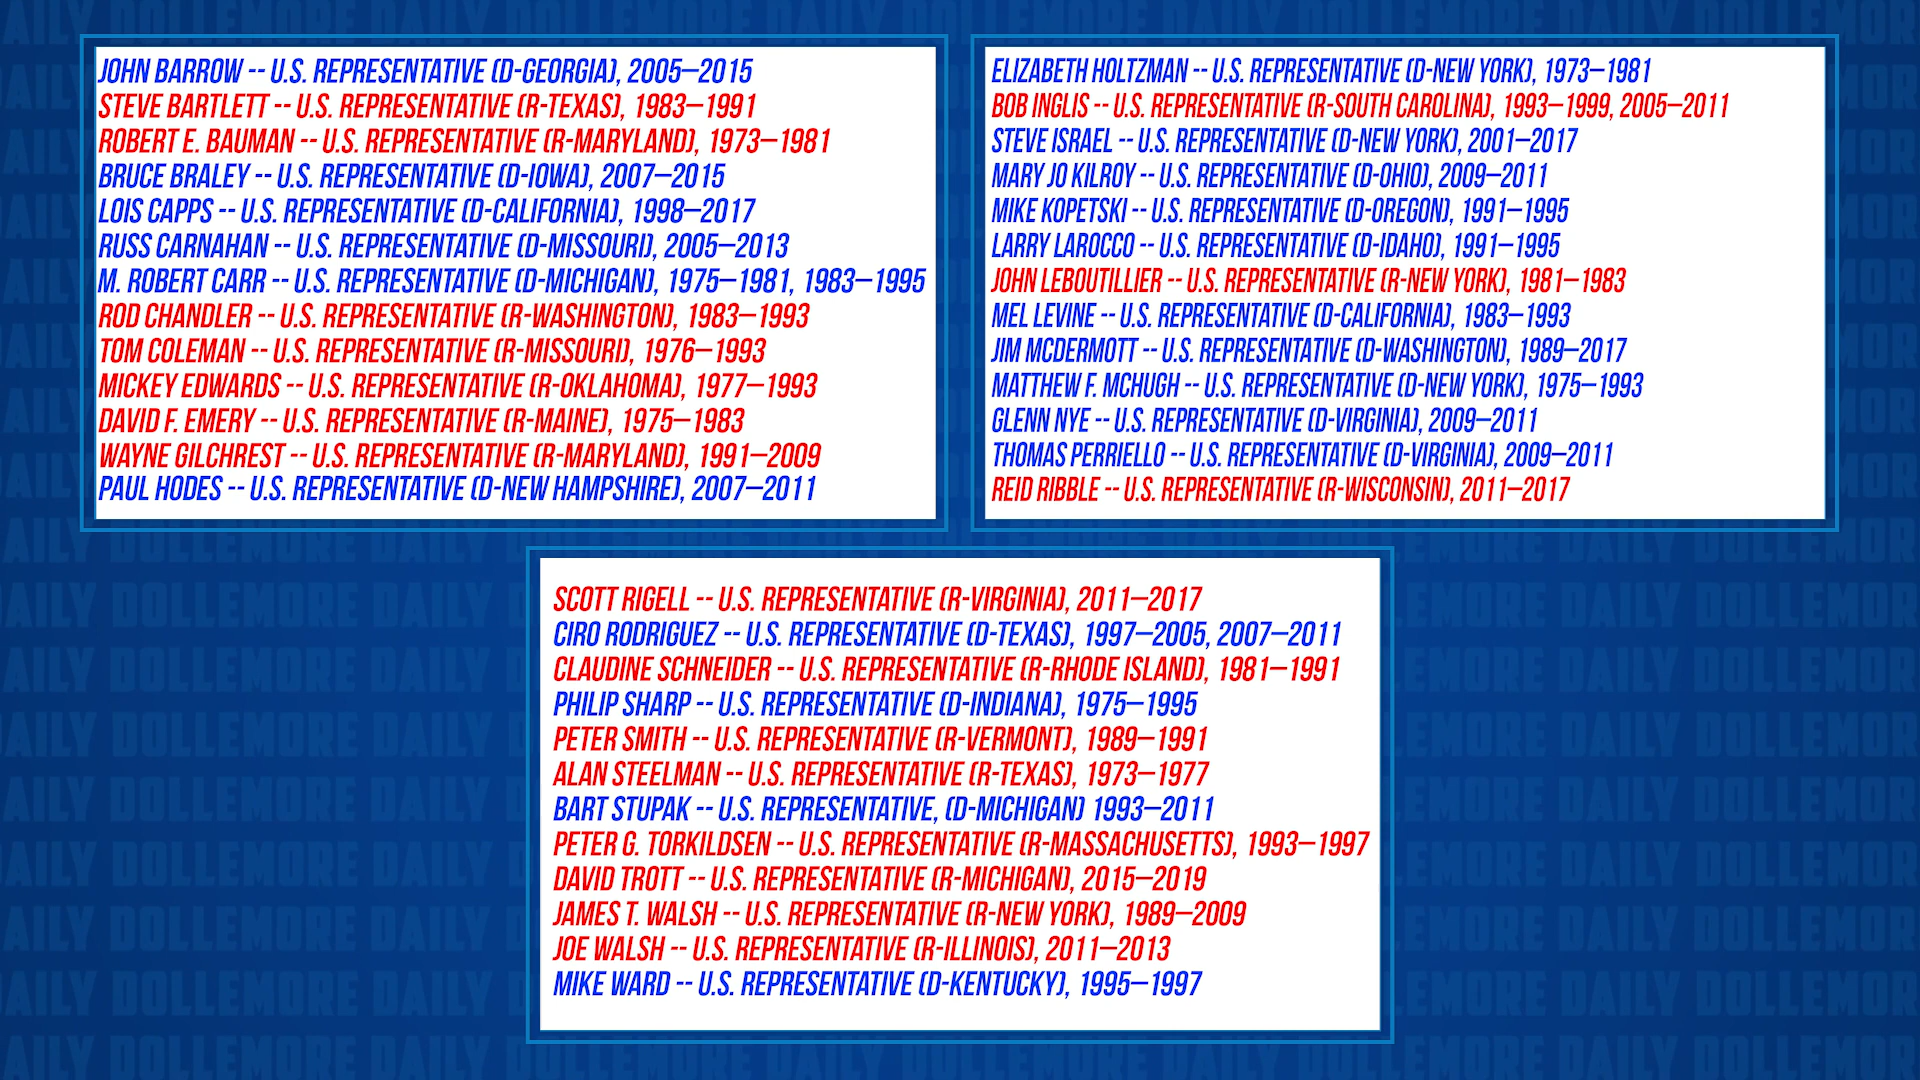 JOHN BARROW -- U.S. REPRESENTATIVE (D-GEORGIA), 2005–2015
STEVE BARTLETT -- U.S. REPRESENTATIVE (R-TEXAS), 1983–1991
ROBERT E. BAUMAN -- U.S. REPRESENTATIVE (R-MARYLAND), 1973–1981
BRUCE BRALEY -- U.S. REPRESENTATIVE (D-IOWA), 2007–2015
LOIS CAPPS -- U.S. REPRESENTATIVE (D-CALIFORNIA), 1998–2017
RUSS CARNAHAN -- U.S. REPRESENTATIVE (D-MISSOURI), 2005–2013
M. ROBERT CARR -- U.S. REPRESENTATIVE (D-MICHIGAN), 1975–1981, 1983–1995
ROD CHANDLER -- U.S. REPRESENTATIVE (R-WASHINGTON), 1983–1993
TOM COLEMAN -- U.S. REPRESENTATIVE (R-MISSOURI), 1976–1993
MICKEY EDWARDS -- U.S. REPRESENTATIVE (R-OKLAHOMA), 1977–1993
DAVID F. EMERY -- U.S. REPRESENTATIVE (R-MAINE), 1975–1983
WAYNE GILCHREST -- U.S. REPRESENTATIVE (R-MARYLAND), 1991–2009
PAUL HODES -- U.S. REPRESENTATIVE (D-NEW HAMPSHIRE), 2007–2011
ELIZABETH HOLTZMAN -- U.S. REPRESENTATIVE (D-NEW YORK), 1973–1981
BOB INGLIS -- U.S. REPRESENTATIVE (R-SOUTH CAROLINA), 1993–1999, 2005–2011
STEVE ISRAEL -- U.S. REPRESENTATIVE (D-NEW YORK), 2001–2017
MARY JO KILROY -- U.S. REPRESENTATIVE (D-OHIO), 2009–2011
MIKE KOPETSKI -- U.S. REPRESENTATIVE (D-OREGON), 1991–1995
LARRY LAROCCO -- U.S. REPRESENTATIVE (D-IDAHO), 1991–1995
JOHN LEBOUTILLIER -- U.S. REPRESENTATIVE (R-NEW YORK), 1981–1983
MEL LEVINE -- U.S. REPRESENTATIVE (D-CALIFORNIA), 1983–1993
JIM MCDERMOTT -- U.S. REPRESENTATIVE (D-WASHINGTON), 1989–2017
MATTHEW F. MCHUGH -- U.S. REPRESENTATIVE (D-NEW YORK), 1975–1993
GLENN NYE -- U.S. REPRESENTATIVE (D-VIRGINIA), 2009–2011
THOMAS PERRIELLO -- U.S. REPRESENTATIVE (D-VIRGINIA), 2009–2011
REID RIBBLE -- U.S. REPRESENTATIVE (R-WISCONSIN), 2011–2017
SCOTT RIGELL -- U.S. REPRESENTATIVE (R-VIRGINIA), 2011–2017
CIRO RODRIGUEZ -- U.S. REPRESENTATIVE (D-TEXAS), 1997–2005, 2007–2011
CLAUDINE SCHNEIDER -- U.S. REPRESENTATIVE (R-RHODE ISLAND), 1981–1991
PHILIP SHARP -- U.S. REPRESENTATIVE (D-INDIANA), 1975–1995
PETER SMITH -- U.S. REPRESENTATIVE (R-VERMONT), 1989–1991
ALAN STEELMAN -- U.S. REPRESENTATIVE (R-TEXAS), 1973–1977
BART STUPAK -- U.S. REPRESENTATIVE, (D-MICHIGAN) 1993–2011
PETER G. TORKILDSEN -- U.S. REPRESENTATIVE (R-MASSACHUSETTS), 1993–1997
DAVID TROTT -- U.S. REPRESENTATIVE (R-MICHIGAN), 2015–2019
JAMES T. WALSH -- U.S. REPRESENTATIVE (R-NEW YORK), 1989–2009
JOE WALSH -- U.S. REPRESENTATIVE (R-ILLINOIS), 2011–2013
MIKE WARD -- U.S. REPRESENTATIVE (D-KENTUCKY), 1995–1997